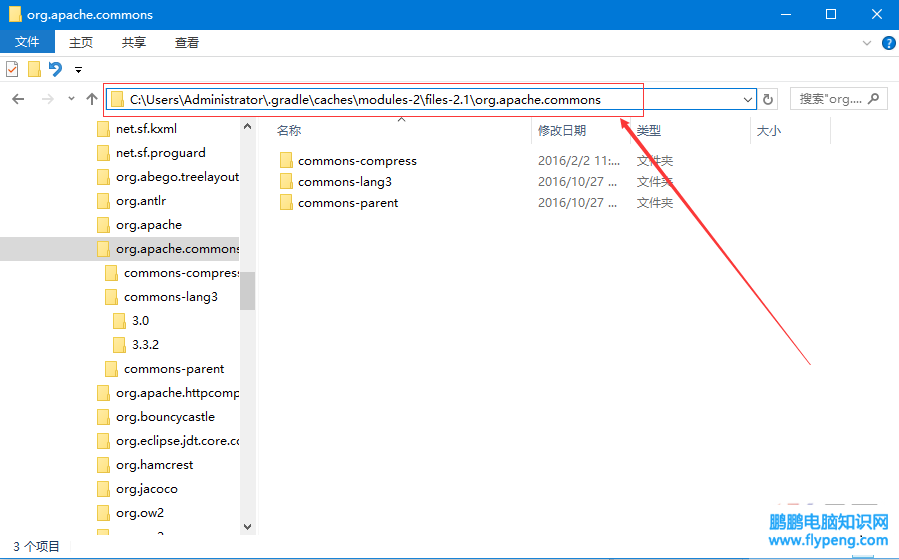 org.apache.commons
文件 主页 共享 查看
C:\Users\Administrator\.gradle\caches\modules-2\files-2.1\org.apache.commons
搜索"org....
net.sf.kxml
net.sf.proguard
org.abego.treelayout
org.antlr
org.apache
org.apache.commons
commons-compress
commons-lang3
3.0
3.3.2
commons-parent
org.apache.httpcomp
org.bouncycastle
org.eclipse.jdt.core.co
org.hamcrest
org.jacoco
org.ow2
名称 修改日期 类型 大小
commons-compress 2016/2/2 11:... 文件夹
commons-lang3 2016/10/27 ... 文件夹
commons-parent 2016/10/27 ... 文件夹
3 个项目
鹏鹏电脑知识网
www.flypeng.com